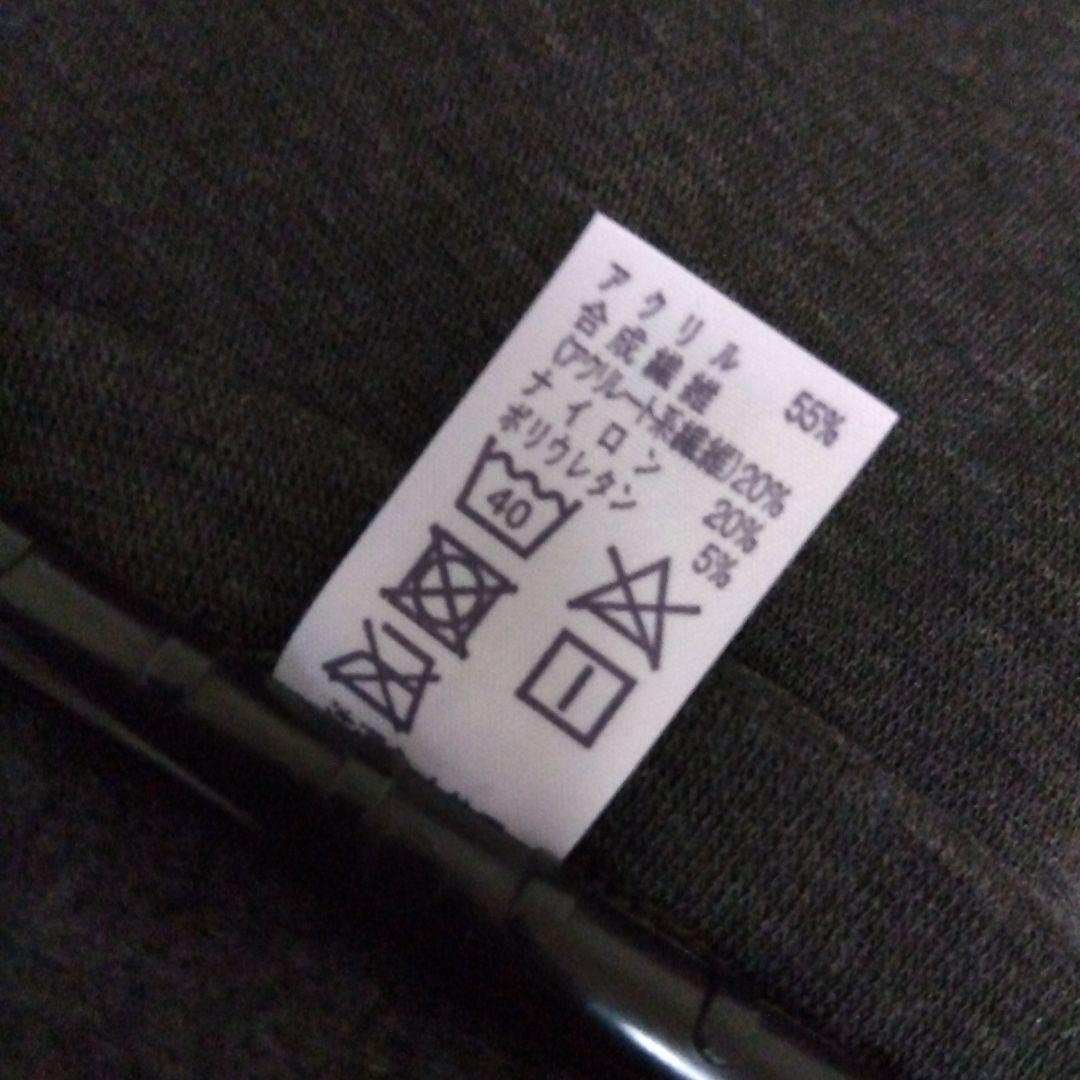 アクリル 55%
合成繊維
(アクリレート系繊維)20%
ナイロン 20%
ポリウレタン 5%
40